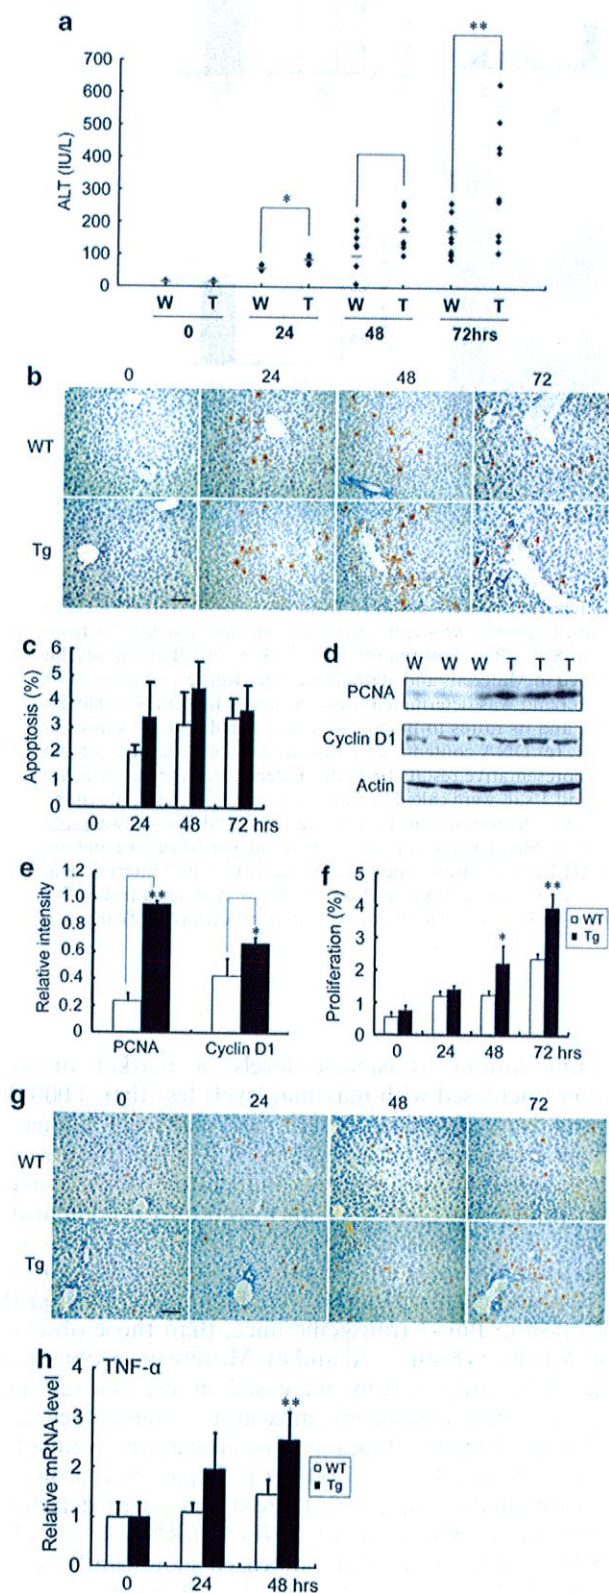 a
**
700
600
500
400
300
200
100
0
ALT (IU/L)
*
W T W T W T W T
0 24 48 72hrs
b 0 24 48 72
WT
Tg
c
6
5
4
3
2
1
0
Apoptosis (%)
0 24 48 72 hrs
d W W W T T T
PCNA
Cyclin D1
Actin
e
1.2
1.0
0.8
0.6
0.4
0.2
0
Relative intensity
**
*
PCNA Cyclin D1
f
5
4
3
2
1
0
Proliferation (%)
**
*
WT
Tg
0 24 48 72 hrs
g 0 24 48 72
WT
Tg
h TNF-α
4
3
2
1
0
Relative mRNA level
**
WT
Tg
0 24 48 hrs